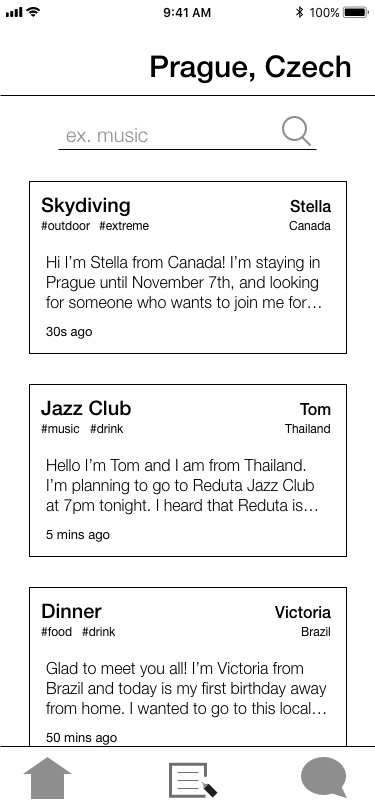 9:41 AM
100%
Prague, Czech
ex. music
Skydiving
Stella
#outdoor #extreme
Canada
Hi I'm Stella from Canada! I'm staying in
Prague until November 7th, and looking
for someone who wants to join me for…
30s ago
Jazz Club
Tom
#music #drink
Thailand
Hello I'm Tom and I am from Thailand.
I'm planning to go to Reduta Jazz Club
at 7pm tonight. I heard that Reduta is…
5 mins ago
Dinner
Victoria
#food #drink
Brazil
Glad to meet you all! I'm Victoria from
Brazil and today is my first birthday away
from home. I wanted to go to this local…
50 mins ago